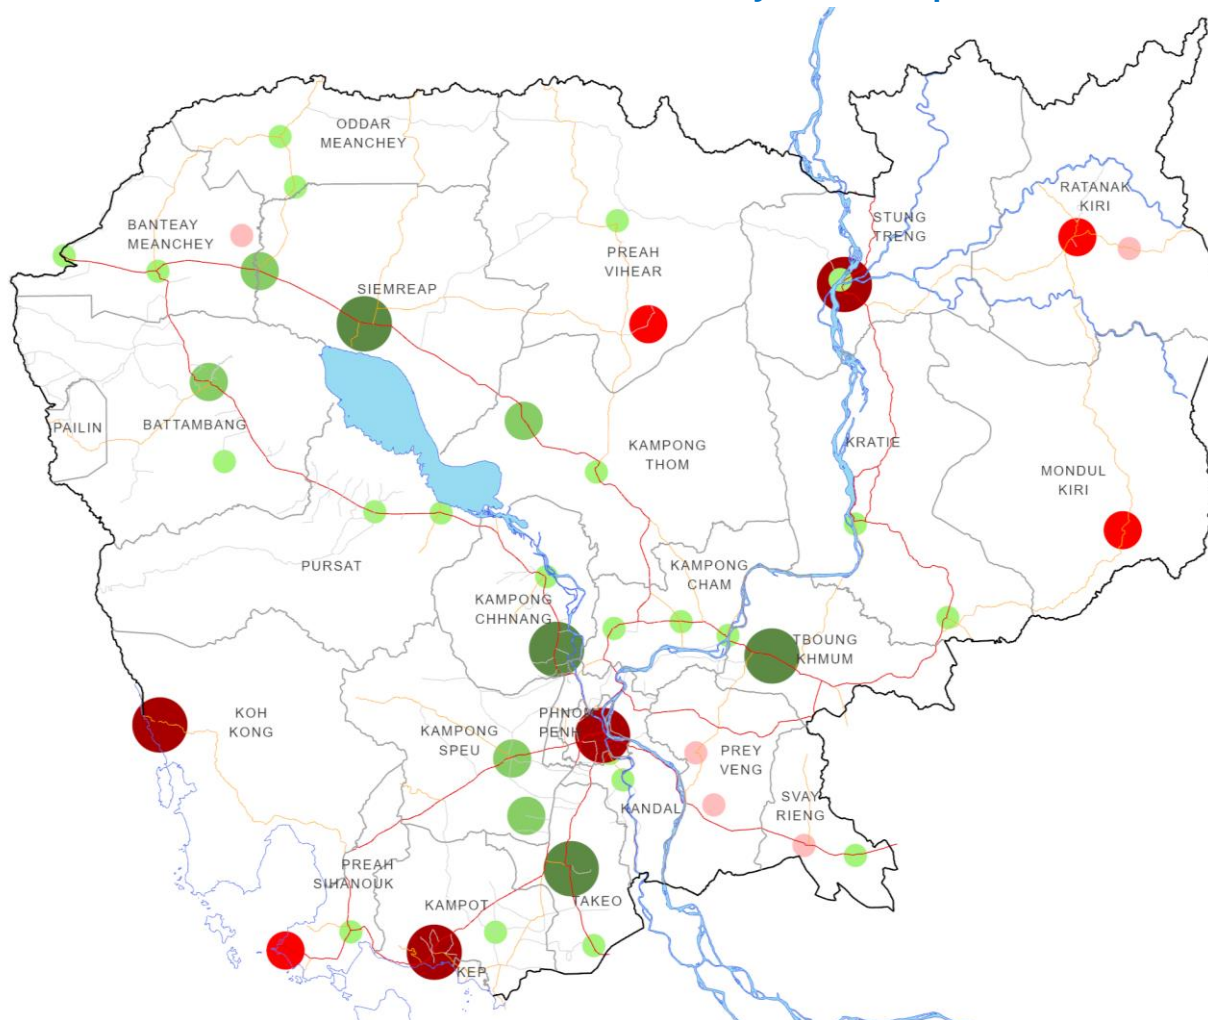 ODDAR
MEANCHEY
RATANAK
KIRI
STUNG
TRENG
BANTEAY
MEANCHEY
PREAH
VIHEAR
SIEMREAP
PAILIN
BATTAMBANG
KAMPONG
THOM
KRATIE
MONDUL
KIRI
PURSAT
KAMPONG
CHAM
KAMPONG
CHHNANG
TBOUNG
KHMUM
KOH
KONG
PHNOM
PENH
KAMPONG
SPEU
PREY
VENG
SVAY
RIENG
KANDAL
PREAH
SIHANOUK
KAMPOT
TAKEO
KEP